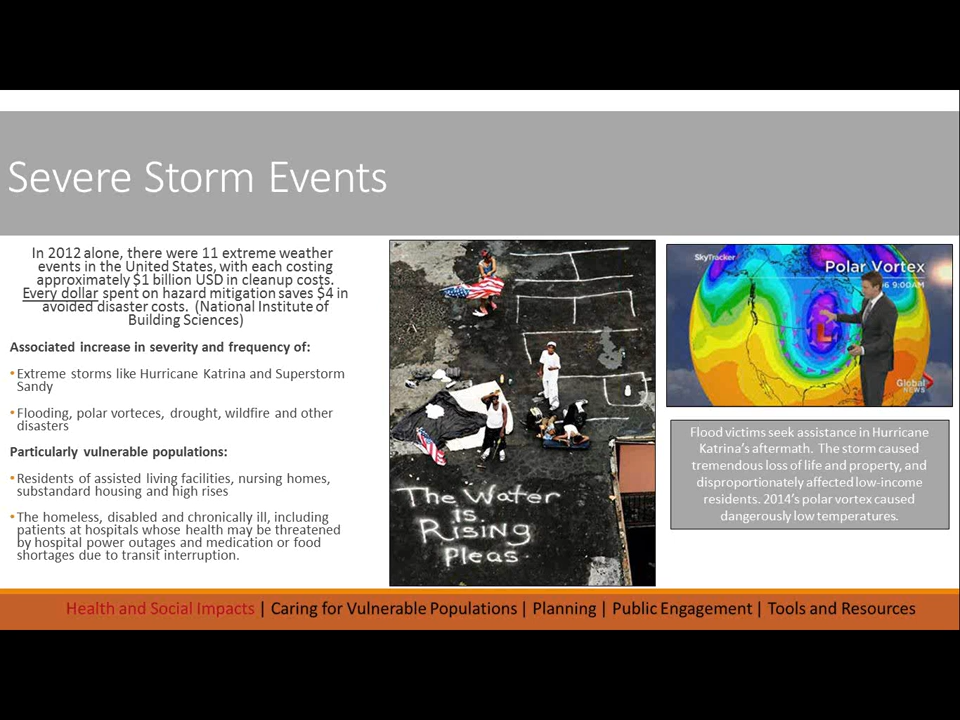 Severe Storm Events
In 2012 alone, there were 11 extreme weather
events in the United States, with each costing
approximately $1 billion USD in cleanup costs.
Every dollar spent on hazard mitigation saves $4 in
avoided disaster costs. (National Institute of
Building Sciences)
Associated increase in severity and frequency of:
•Extreme storms like Hurricane Katrina and Superstorm
Sandy
•Flooding, polar vorteces, drought, wildfire and other
disasters
Particularly vulnerable populations:
•Residents of assisted living facilities, nursing homes,
substandard housing and high rises
•The homeless, disabled and chronically ill, including
patients at hospitals whose health may be threatened
by hospital power outages and medication or food
shortages due to transit interruption.
The Water
is
Rising
Pleas
SkyTracker
Polar Vortex
6 9:00AM
Global
NEWS
Flood victims seek assistance in Hurricane
Katrina's aftermath. The storm caused
tremendous loss of life and property, and
disproportionately affected low-income
residents. 2014's polar vortex caused
dangerously low temperatures.
Health and Social Impacts | Caring for Vulnerable Populations | Planning | Public Engagement | Tools and Resources